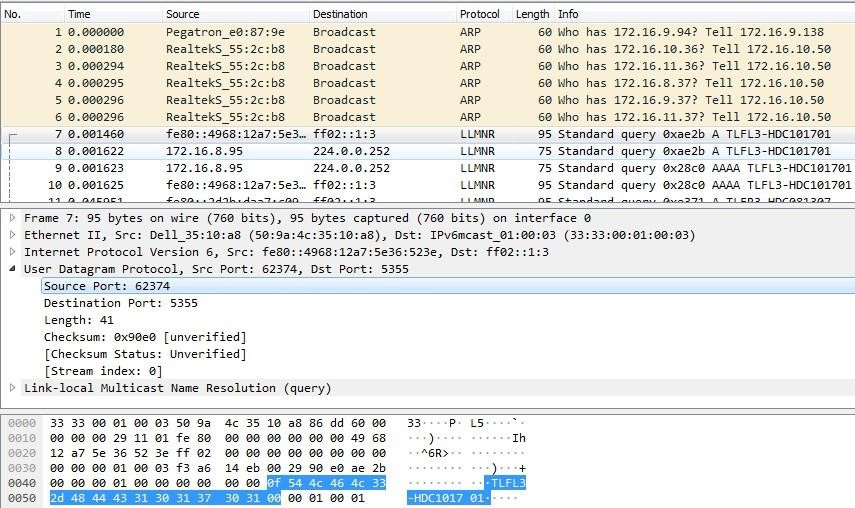 No. Time Source Destination Protocol Length Info
1 0.000000 Pegatron_e0:87:9e Broadcast ARP 60 Who has 172.16.9.94? Tell 172.16.9.138
2 0.000180 RealtekS_55:2c:b8 Broadcast ARP 60 Who has 172.16.10.36? Tell 172.16.10.50
3 0.000294 RealtekS_55:2c:b8 Broadcast ARP 60 Who has 172.16.11.36? Tell 172.16.10.50
4 0.000295 RealtekS_55:2c:b8 Broadcast ARP 60 Who has 172.16.8.37? Tell 172.16.10.50
5 0.000296 RealtekS_55:2c:b8 Broadcast ARP 60 Who has 172.16.9.37? Tell 172.16.10.50
6 0.000296 RealtekS_55:2c:b8 Broadcast ARP 60 Who has 172.16.11.37? Tell 172.16.10.50
7 0.001460 fe80::4968:12a7:5e3… ff02::1:3 LLMNR 95 Standard query 0xae2b A TLFL3-HDC101701
8 0.001622 172.16.8.95 224.0.0.252 LLMNR 75 Standard query 0xae2b A TLFL3-HDC101701
9 0.001623 172.16.8.95 224.0.0.252 LLMNR 75 Standard query 0x28c0 AAAA TLFL3-HDC101701
10 0.001625 fe80::4968:12a7:5e3… ff02::1:3 LLMNR 95 Standard query 0x28c0 AAAA TLFL3-HDC101701
Frame 7: 95 bytes on wire (760 bits), 95 bytes captured (760 bits) on interface 0
Ethernet II, Src: Dell_35:10:a8 (50:9a:4c:35:10:a8), Dst: IPv6mcast_01:00:03 (33:33:00:01:00:03)
Internet Protocol Version 6, Src: fe80::4968:12a7:5e36:523e, Dst: ff02::1:3
User Datagram Protocol, Src Port: 62374, Dst Port: 5355
Source Port: 62374
Destination Port: 5355
Length: 41
Checksum: 0x90e0 [unverified]
[Checksum Status: Unverified]
[Stream index: 0]
Link-local Multicast Name Resolution (query)
0000 33 33 00 01 00 03 50 9a 4c 35 10 a8 86 dd 60 00 33····P· L5····`·
0010 00 00 00 29 11 01 fe 80 00 00 00 00 00 00 49 68 ···)···· ······Ih
0020 12 a7 5e 36 52 3e ff 02 00 00 00 00 00 00 00 00 ··^6R>·· ········
0030 00 00 00 01 00 03 f3 a6 14 eb 00 29 90 e0 ae 2b ········ ···)···+
0040 00 00 00 01 00 00 00 00 00 00 0f 54 4c 46 4c 33 ········ ···TLFL3
0050 2d 48 44 43 31 30 31 37 30 31 00 00 01 00 01 -HDC1017 01·····